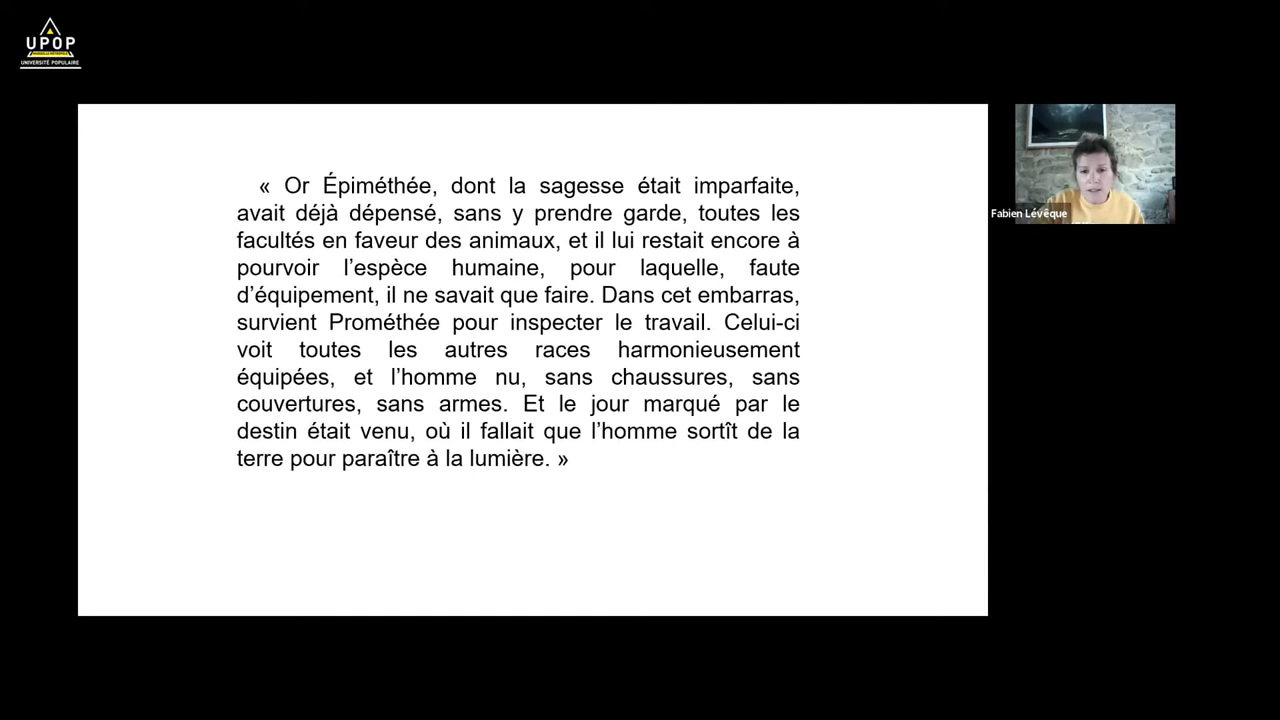 UPOP
UNIVERSITÉ POPULAIRE
« Or Épiméthée, dont la sagesse était imparfaite,
avait déjà dépensé, sans y prendre garde, toutes les
facultés en faveur des animaux, et il lui restait encore à
pourvoir l’espèce humaine, pour laquelle, faute
d’équipement, il ne savait que faire. Dans cet embarras,
survient Prométhée pour inspecter le travail. Celui-ci
voit toutes les autres races harmonieusement
équipées, et l’homme nu, sans chaussures, sans
couvertures, sans armes. Et le jour marqué par le
destin était venu, où il fallait que l’homme sortît de la
terre pour paraître à la lumière. »
Fabien Lévêque